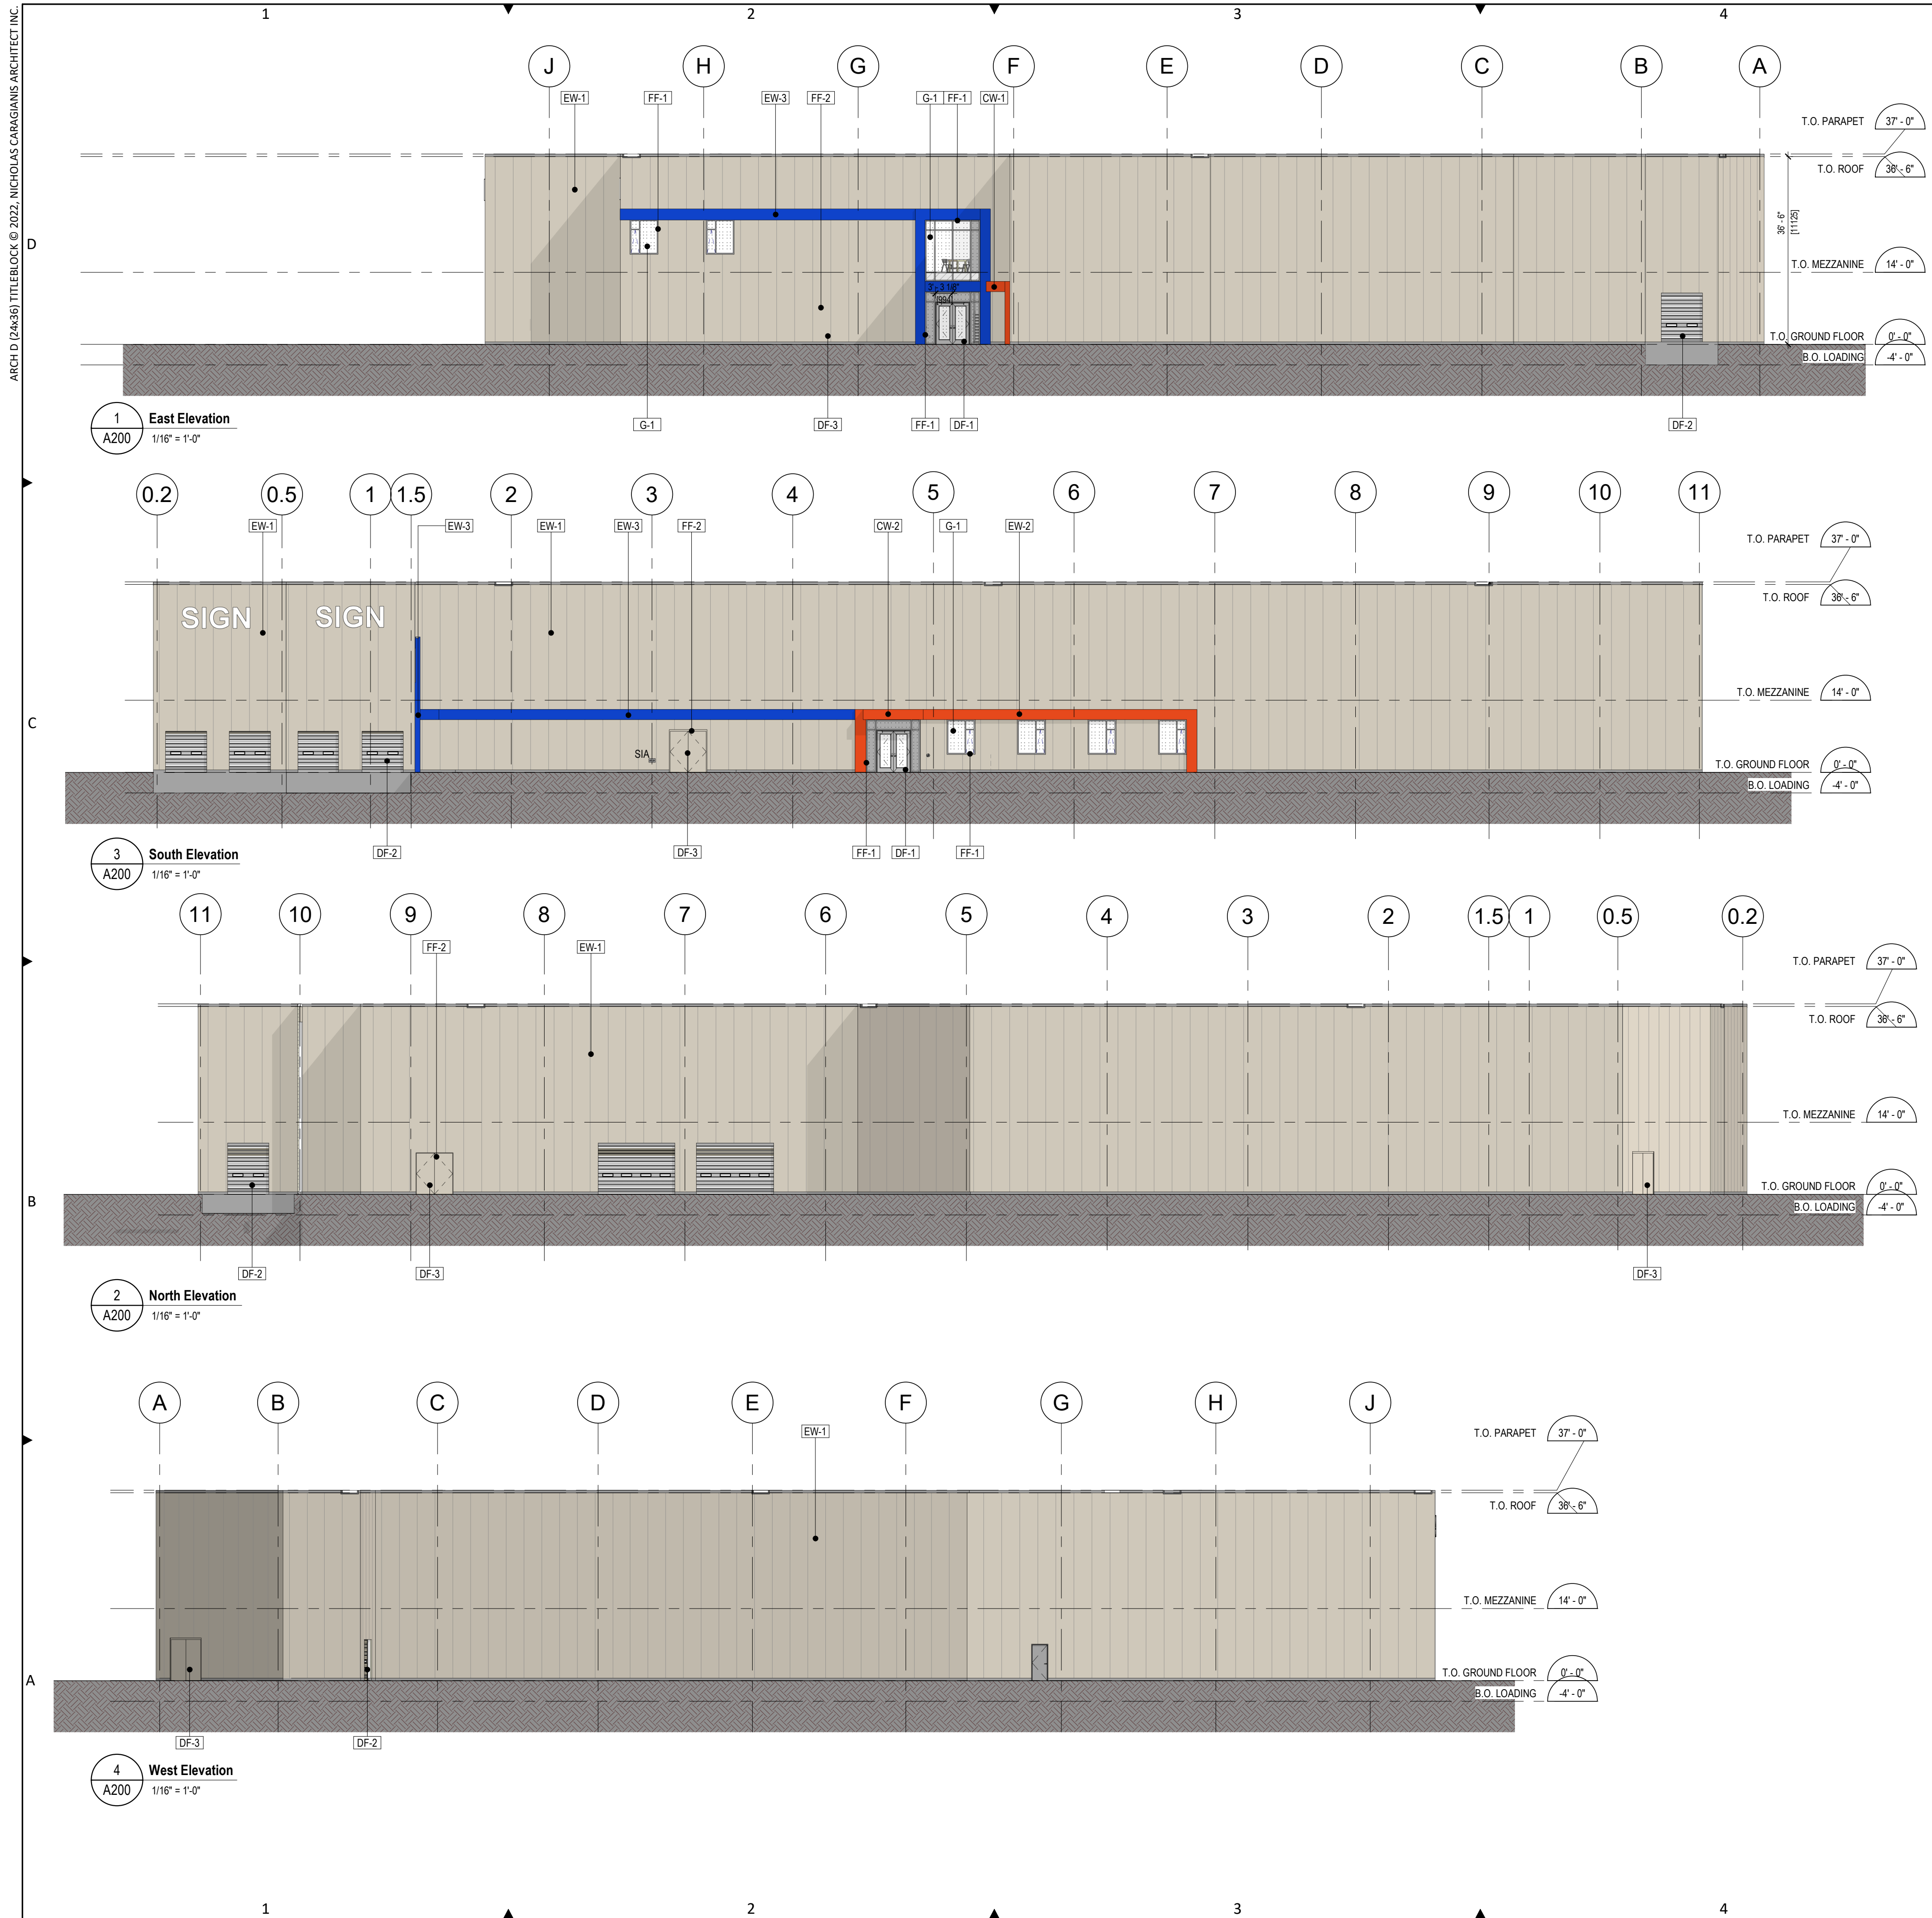 ARCH D (24x36) TITLEBLOCK © 2022, NICHOLAS CARAGIANIS ARCHITECT INC.
1 2 3 4
J H G F E D C B A
EW-1 FF-1 EW-3 FF-2 G-1 FF-1 CW-1
T.O. PARAPET 37' - 0"
T.O. ROOF 36' - 6"
36' - 6"
[11125]
D
T.O. MEZZANINE 14' - 0"
3' - 3 1/8"
[994]
T.O. GROUND FLOOR 0' - 0"
B.O. LOADING -4' - 0"
1 East Elevation
A200 1/16" = 1'-0"
G-1 DF-3 FF-1 DF-1 DF-2
0.2 0.5 1 1.5 2 3 4 5 6 7 8 9 10 11
EW-1 EW-3 EW-1 EW-3 FF-2 CW-2 G-1 EW-2
T.O. PARAPET 37' - 0"
T.O. ROOF 36' - 6"
SIGN SIGN
T.O. MEZZANINE 14' - 0"
C
SIA
T.O. GROUND FLOOR 0' - 0"
B.O. LOADING -4' - 0"
3 South Elevation
A200 1/16" = 1'-0"
DF-2 DF-3 FF-1 DF-1 FF-1
11 10 9 8 7 6 5 4 3 2 1.5 1 0.5 0.2
FF-2 EW-1
T.O. PARAPET 37' - 0"
T.O. ROOF 36' - 6"
T.O. MEZZANINE 14' - 0"
T.O. GROUND FLOOR 0' - 0"
B
B.O. LOADING -4' - 0"
DF-2 DF-3 DF-3
2 North Elevation
A200 1/16" = 1'-0"
A B C D E F G H J
EW-1
T.O. PARAPET 37' - 0"
T.O. ROOF 36' - 6"
T.O. MEZZANINE 14' - 0"
T.O. GROUND FLOOR 0' - 0"
A
B.O. LOADING -4' - 0"
DF-3 DF-2
4 West Elevation
A200 1/16" = 1'-0"
1 2 3 4